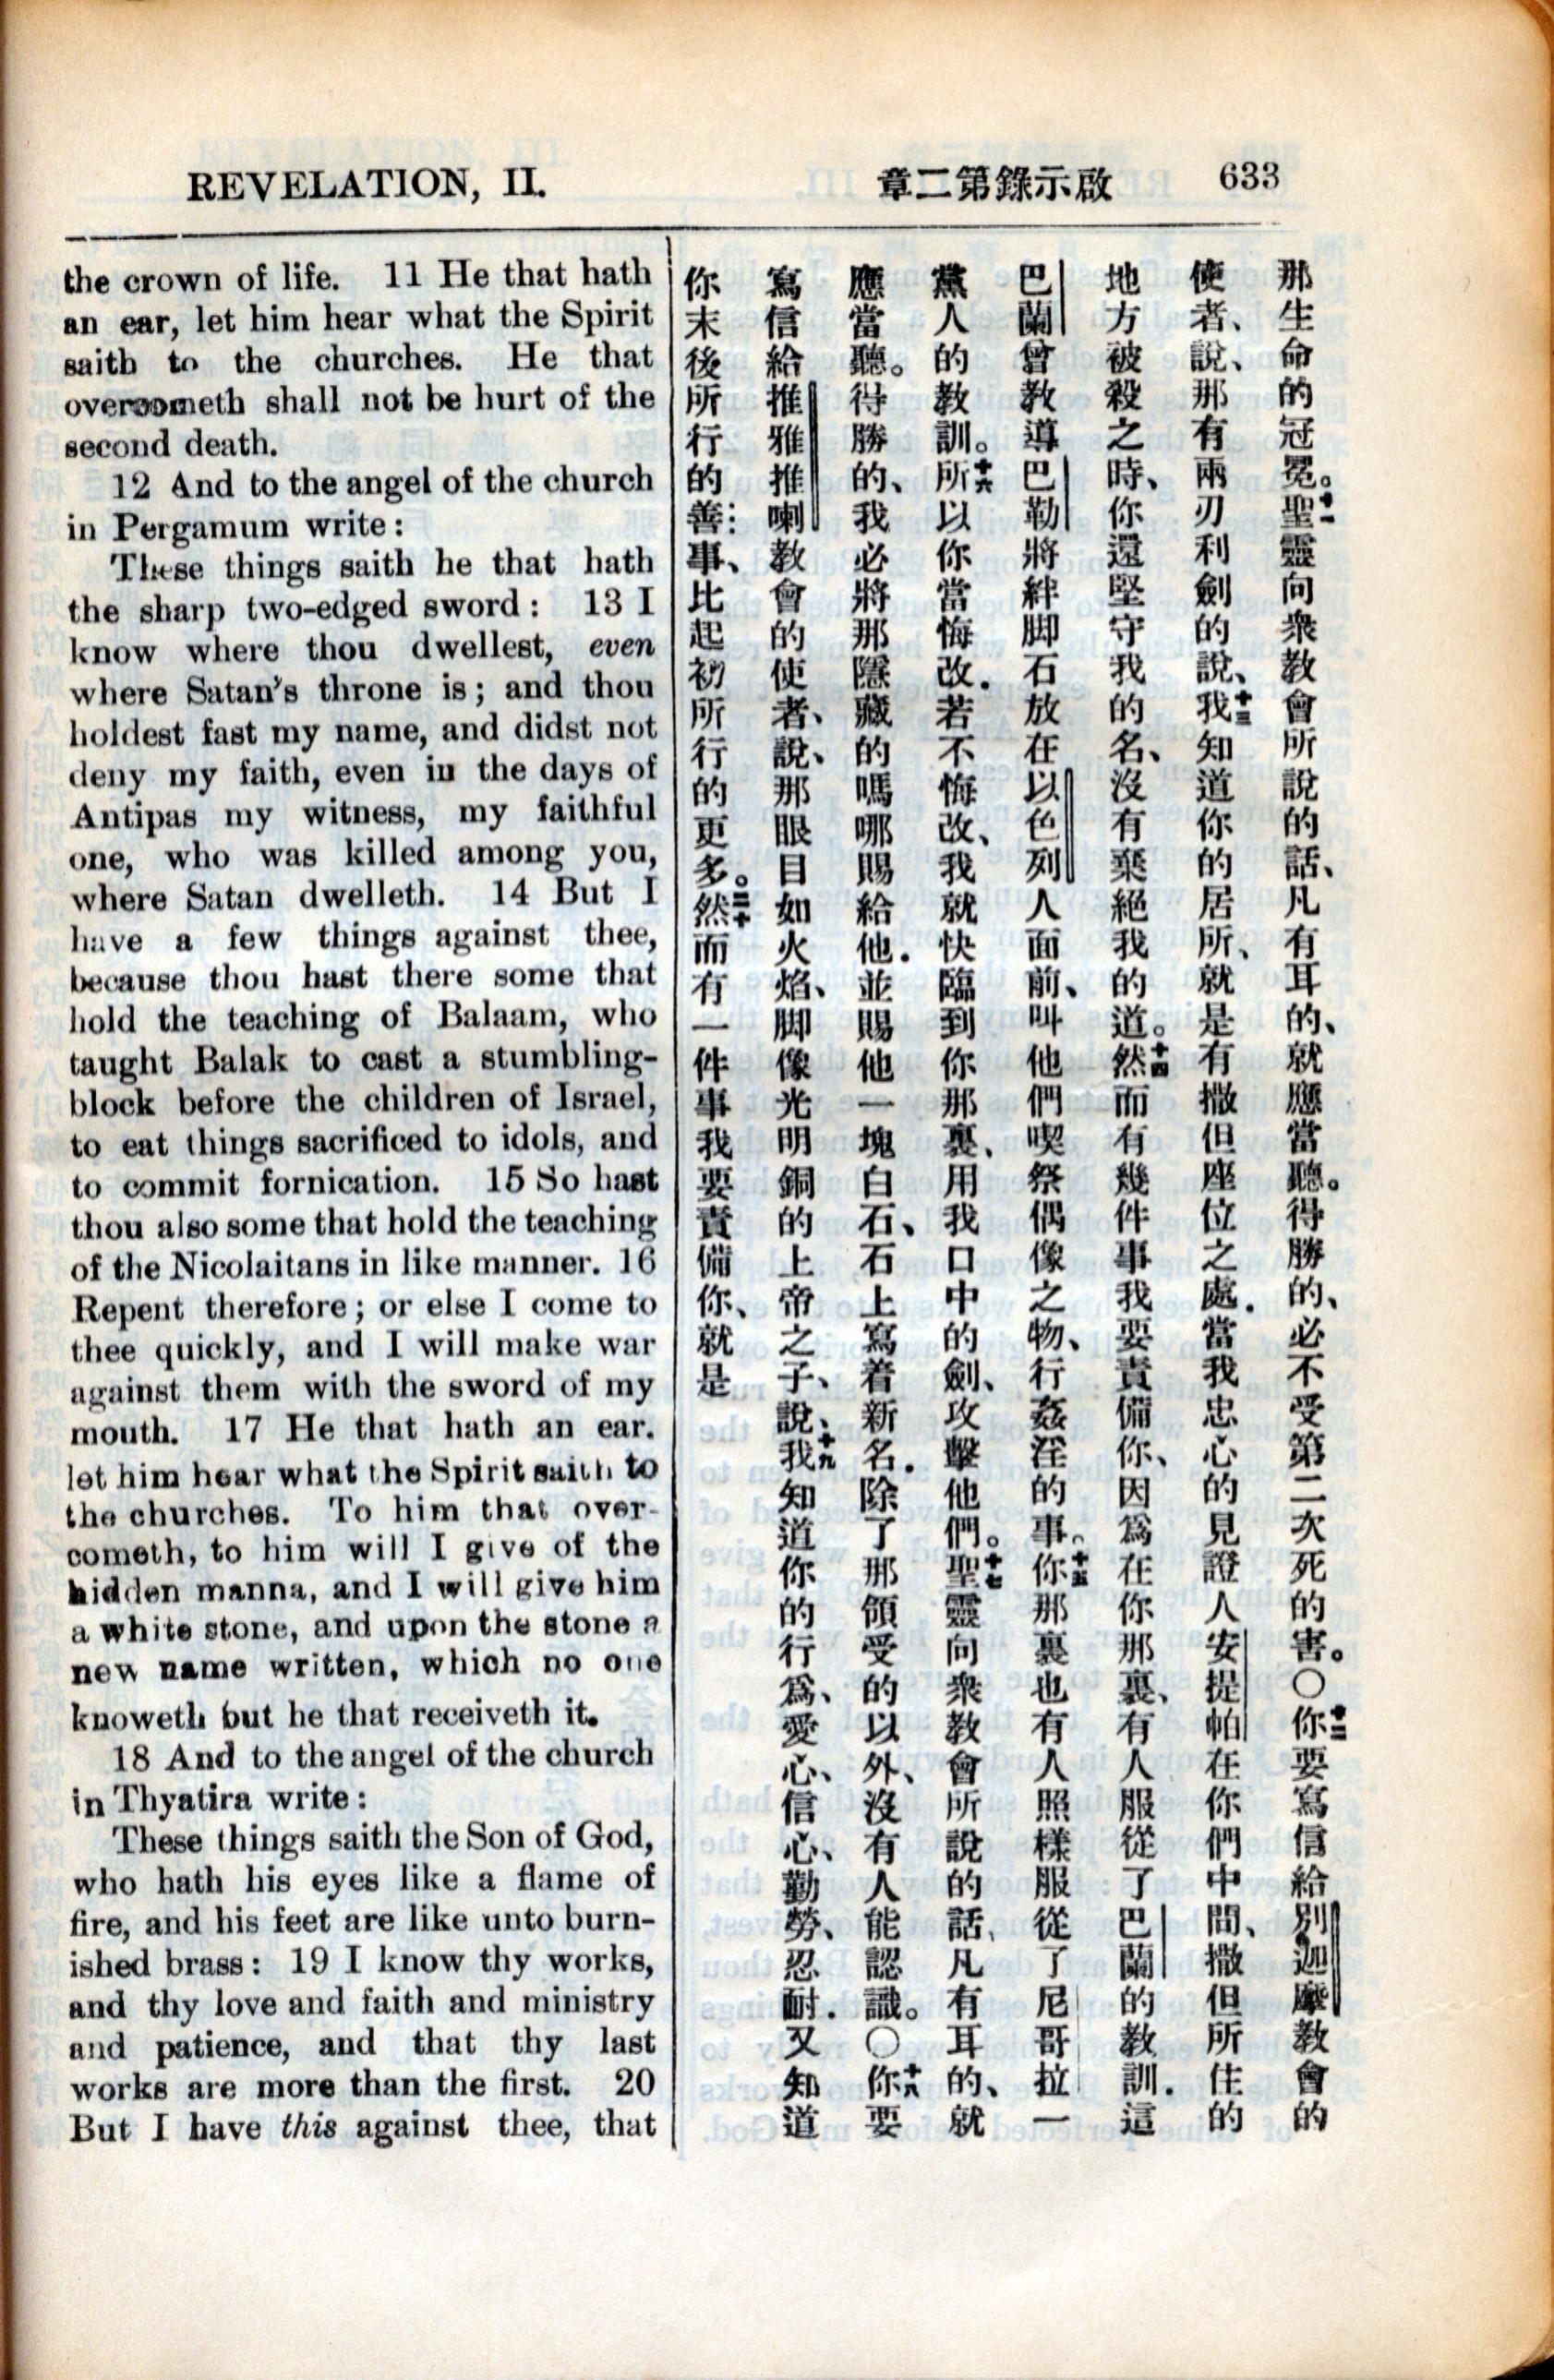 REVELATION, II.
啟示錄第二章
633
the crown of life. 11 He that hath
an ear, let him hear what the Spirit
saith to the churches. He that
overcometh shall not be hurt of the
second death.
12 And to the angel of the church
in Pergamum write:
These things saith he that hath
the sharp two-edged sword: 13 I
know where thou dwellest, even
where Satan's throne is; and thou
holdest fast my name, and didst not
deny my faith, even in the days of
Antipas my witness, my faithful
one, who was killed among you,
where Satan dwelleth. 14 But I
have a few things against thee,
because thou hast there some that
hold the teaching of Balaam, who
taught Balak to cast a stumbling-
block before the children of Israel,
to eat things sacrificed to idols, and
to commit fornication. 15 So hast
thou also some that hold the teaching
of the Nicolaitans in like manner. 16
Repent therefore; or else I come to
thee quickly, and I will make war
against them with the sword of my
mouth. 17 He that hath an ear.
let him hear what the Spirit saith to
the churches. To him that over-
cometh, to him will I give of the
hidden manna, and I will give him
a white stone, and upon the stone a
new name written, which no one
knoweth but he that receiveth it.
18 And to the angel of the church
in Thyatira write:
These things saith the Son of God,
who hath his eyes like a flame of
fire, and his feet are like unto burn-
ished brass: 19 I know thy works,
and thy love and faith and ministry
and patience, and that thy last
works are more than the first. 20
But I have this against thee, that
那生命的冠冕。十一聖靈向衆教會所說的話、凡有耳的、就應當聽。得勝的、必不受第二次死的害。〇十二你要寫信給別迦摩教會的
使者、說、那有兩刃利劍的說、十三我知道你的居所、就是有撒但座位之處.當我忠心的見證人安提帕在你們中間、撒但所住的
地方被殺之時、你還堅守我的名、沒有棄絕我的道。十四然而有幾件事我要責備你、因爲在你那裏、有人服從了巴蘭的教訓.這
巴蘭曾教導巴勒將絆脚石放在以色列人面前、叫他們喫祭偶像之物、行姦淫的事。十五你那裏也有人照樣服從了尼哥拉一
黨人的教訓。十六所以你當悔改.若不悔改、我就快臨到你那裏、用我口中的劍、攻擊他們。十七聖靈向衆教會所說的話、凡有耳的、就
應當聽。得勝的、我必將那隱藏的嗎哪賜給他.並賜他一塊白石、石上寫着新名.除了那領受的以外、沒有人能認識。〇十八你要
寫信給推雅推喇教會的使者、說、那眼目如火焰、脚像光明銅的上帝之子、說、十九我知道你的行爲、愛心、信心、勤勞、忍耐.又知道
你末後所行的善事、比起初所行的更多。二十然而有一件事我要責備你、就是